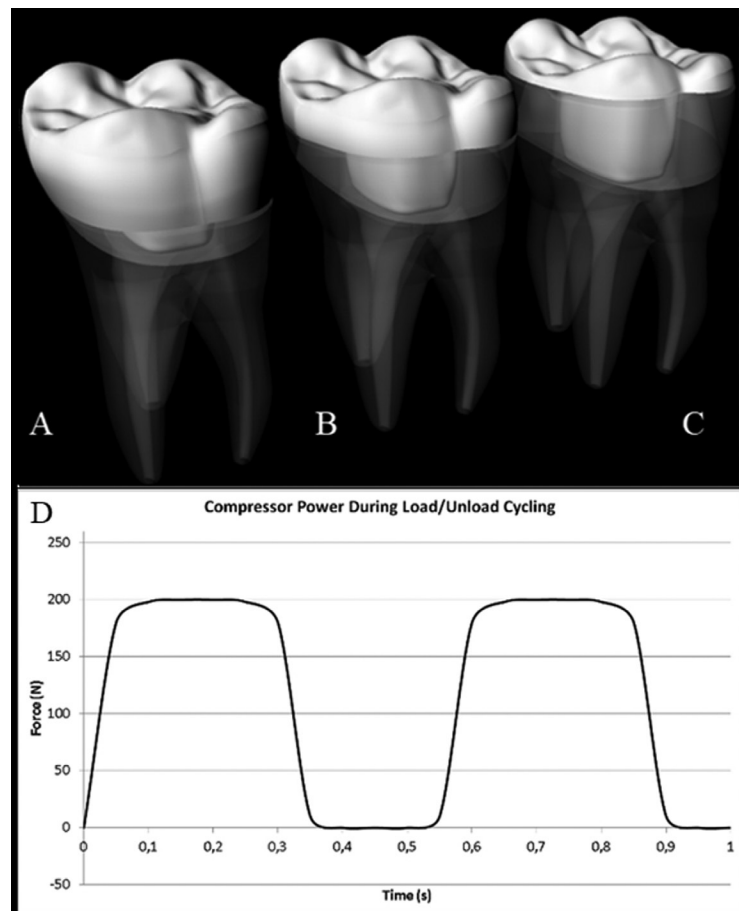 A
B
C
D
Compressor Power During Load/Unload Cycling
250
200
150
100
50
0
-50
Force (N)
0 0,1 0,2 0,3 0,4 0,5 0,6 0,7 0,8 0,9 1
Time (s)